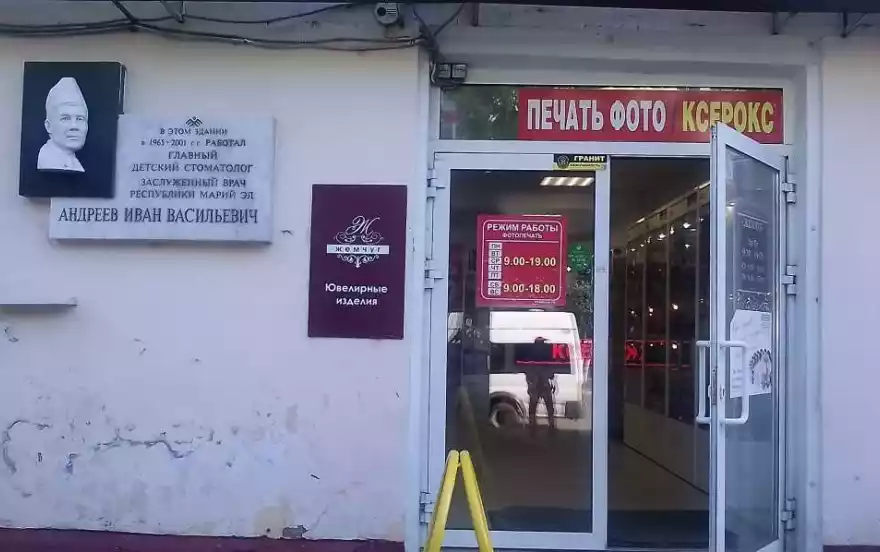 В ЭТОМ ЗДАНИИ
в 1965-2001 г.г. РАБОТАЛ
ГЛАВНЫЙ
ДЕТСКИЙ СТОМАТОЛОГ
ЗАСЛУЖЕННЫЙ ВРАЧ
РЕСПУБЛИКИ МАРИЙ ЭЛ
АНДРЕЕВ ИВАН ВАСИЛЬЕВИЧ
Ж
жемчуг
Ювелирные
изделия
ПЕЧАТЬ ФОТО КСЕРОКС
ГРАНИТ
РЕЖИМ РАБОТЫ
ФОТОПЕЧАТЬ
ПН
ВТ
СР 9.00-19.00
ЧТ
ПТ
СБ 9.00-18.00
ВС